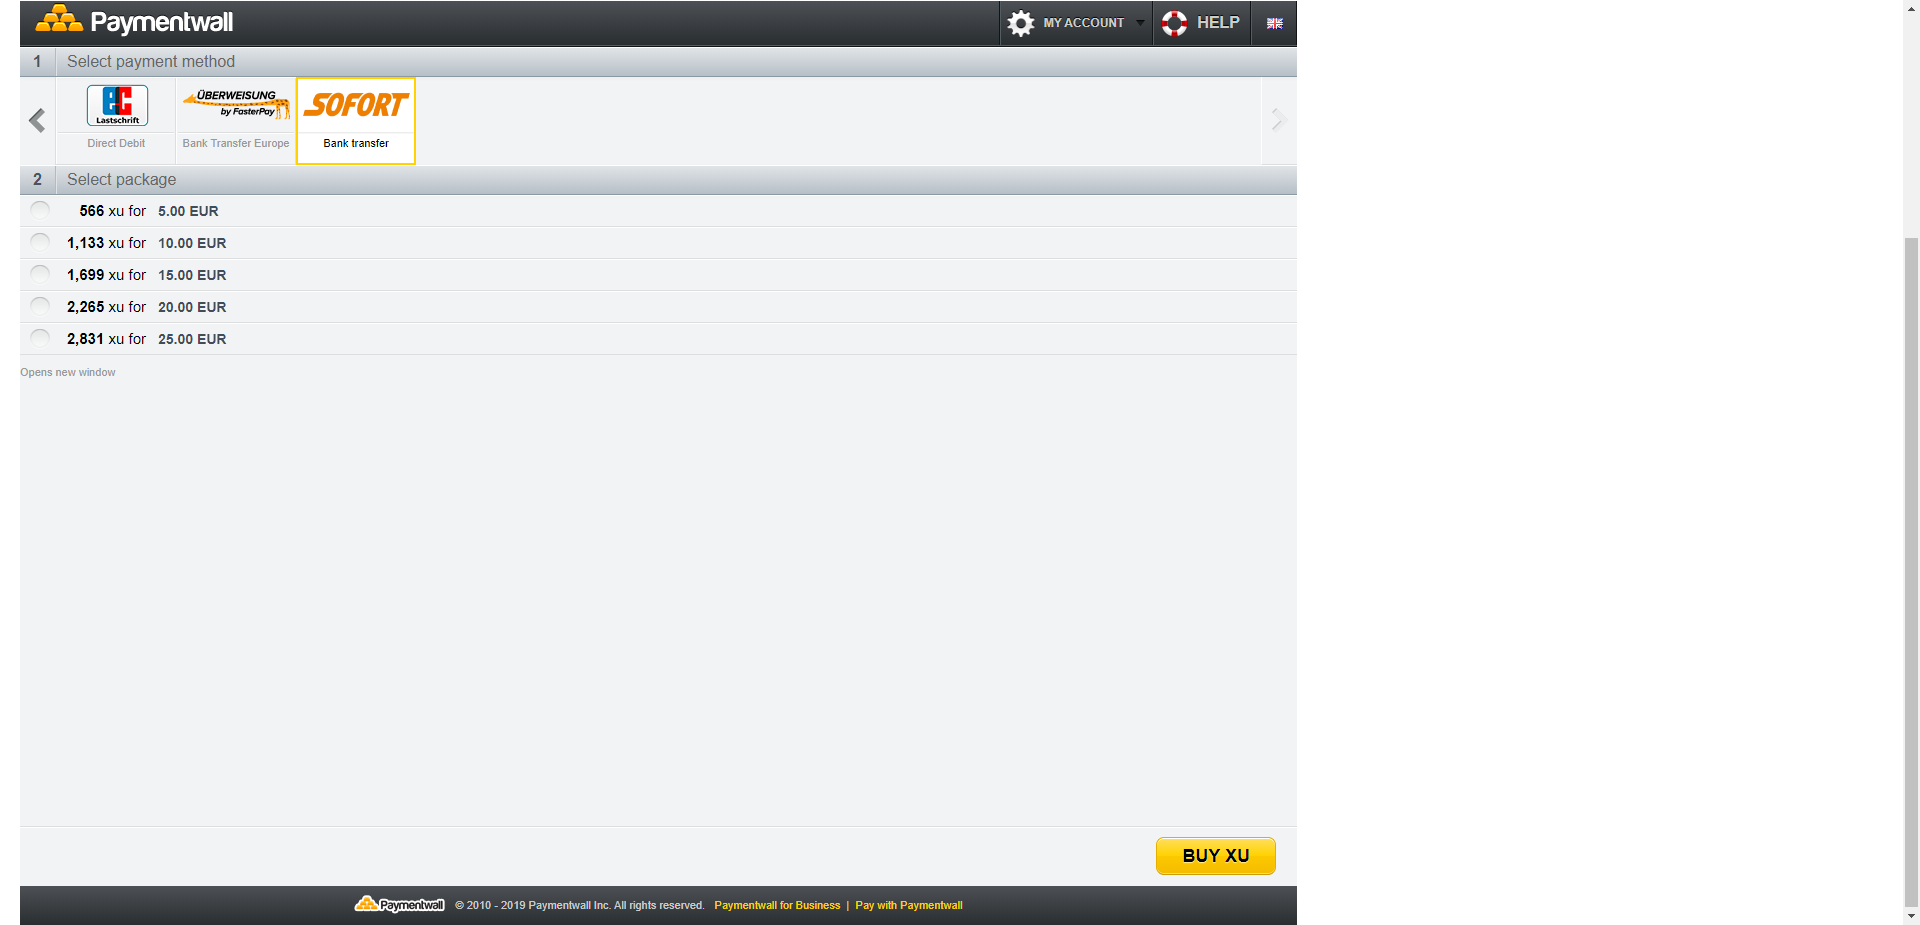 Paymentwall
MY ACCOUNT
HELP
1 Select payment method
EC
Lastschrift
Direct Debit
ÜBERWEISUNG
by FasterPay
Bank Transfer Europe
SOFORT
Bank transfer
2 Select package
566 xu for 5.00 EUR
1,133 xu for 10.00 EUR
1,699 xu for 15.00 EUR
2,265 xu for 20.00 EUR
2,831 xu for 25.00 EUR
Opens new window
BUY XU
Paymentwall © 2010 - 2019 Paymentwall Inc. All rights reserved. Paymentwall for Business | Pay with Paymentwall